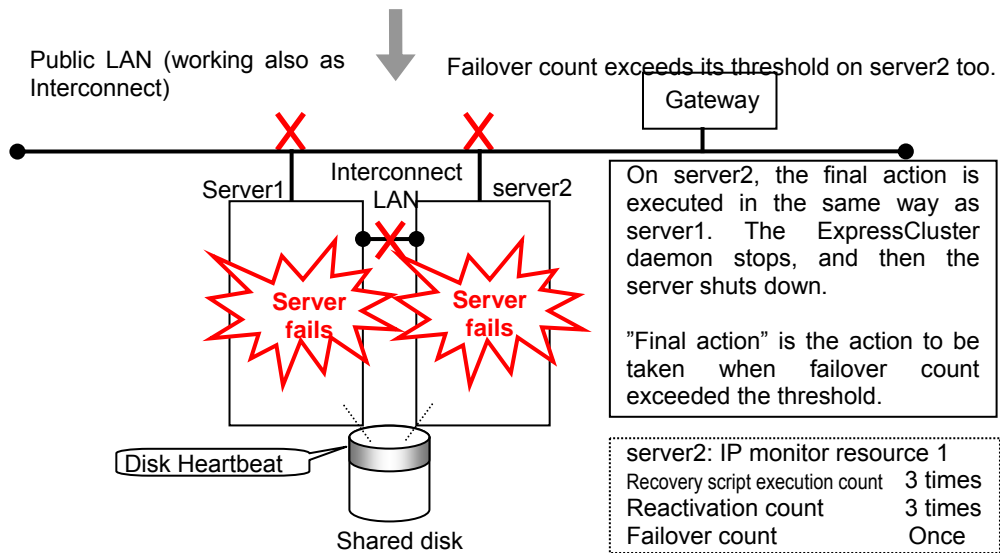 Public LAN (working also as
Interconnect)
Failover count exceeds its threshold on server2 too.
Gateway
Server1
Interconnect
LAN
server2
On server2, the final action is
executed in the same way as
server1. The ExpressCluster
daemon stops, and then the
server shuts down.
”Final action” is the action to be
taken when failover count
exceeded the threshold.
Server
fails
Server
fails
Disk Heartbeat
Shared disk
server2: IP monitor resource 1
Recovery script execution count 3 times
Reactivation count 3 times
Failover count Once